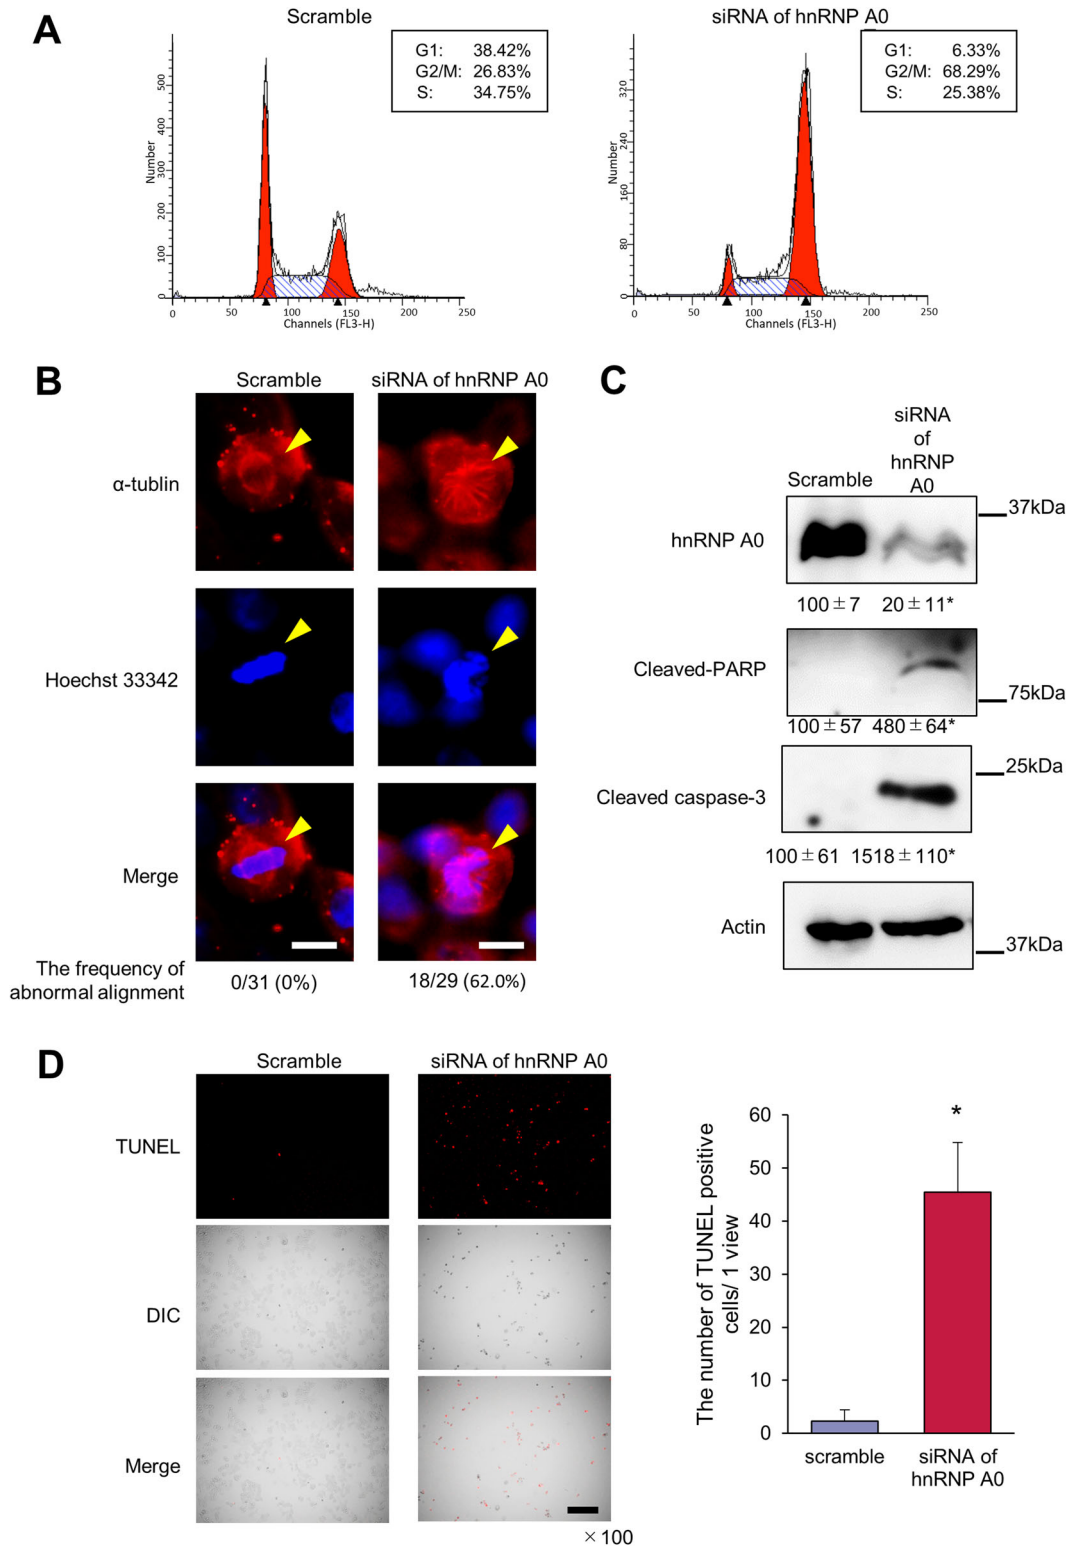 A
Scramble
G1: 38.42%
G2/M: 26.83%
S: 34.75%
Number
500
400
300
200
100
0
0 50 100 150 200 250
Channels (FL3-H)
siRNA of hnRNP A0
G1: 6.33%
G2/M: 68.29%
S: 25.38%
Number
320
240
160
80
0
0 50 100 150 200 250
Channels (FL3-H)
B
Scramble
siRNA of hnRNP A0
α-tublin
Hoechst 33342
Merge
The frequency of
abnormal alignment
0/31 (0%)
18/29 (62.0%)
C
Scramble
siRNA
of
hnRNP
A0
hnRNP A0
37kDa
100±7 20±11*
Cleaved-PARP
75kDa
100±57 480±64*
Cleaved caspase-3
25kDa
100±61 1518±110*
Actin
37kDa
D
Scramble
siRNA of hnRNP A0
TUNEL
DIC
Merge
×100
The number of TUNEL positive
cells/ 1 view
60
50
40
30
20
10
0
*
scramble
siRNA of
hnRNP A0